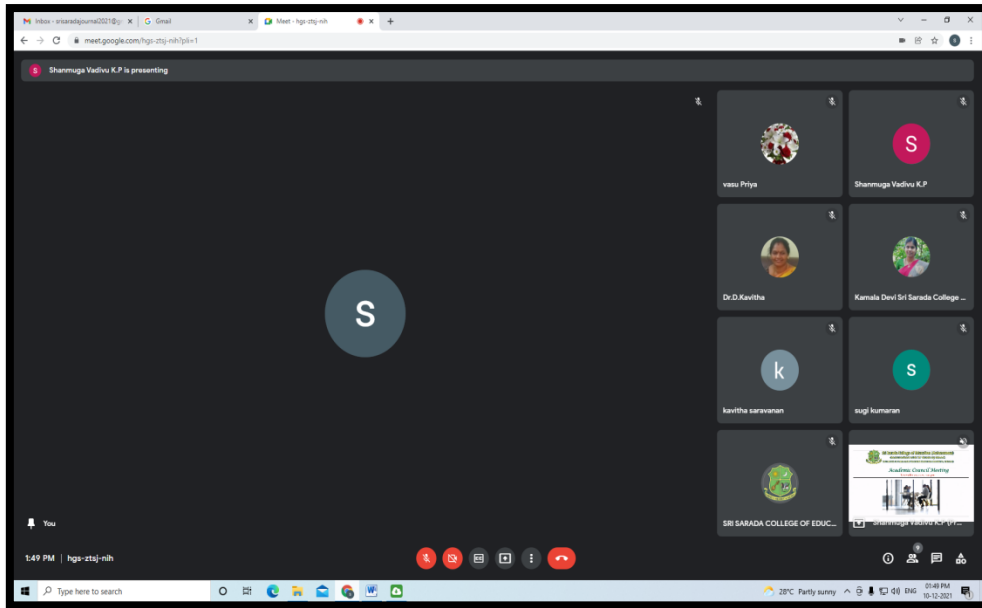 Inbox - srisaradajournal2021@g
Gmail
Meet - hgs-ztsj-nih
meet.google.com/hgs-ztsj-nih?pli=1
S
Shanmuga Vadivu K.P is presenting
S
vasu Priya
S
Shanmuga Vadivu K.P
Dr.D.Kavitha
Kamala Devi Sri Sarada College ...
k
kavitha saravanan
S
sugi kumaran
SRI SARADA COLLEGE OF EDUC...
Academic Council Meeting
Shanmuga Vadivu K.P (Pr...
You
1:49 PM | hgs-ztsj-nih
9
Type here to search
28°C Partly sunny
ENG
01:49 PM
10-12-2021